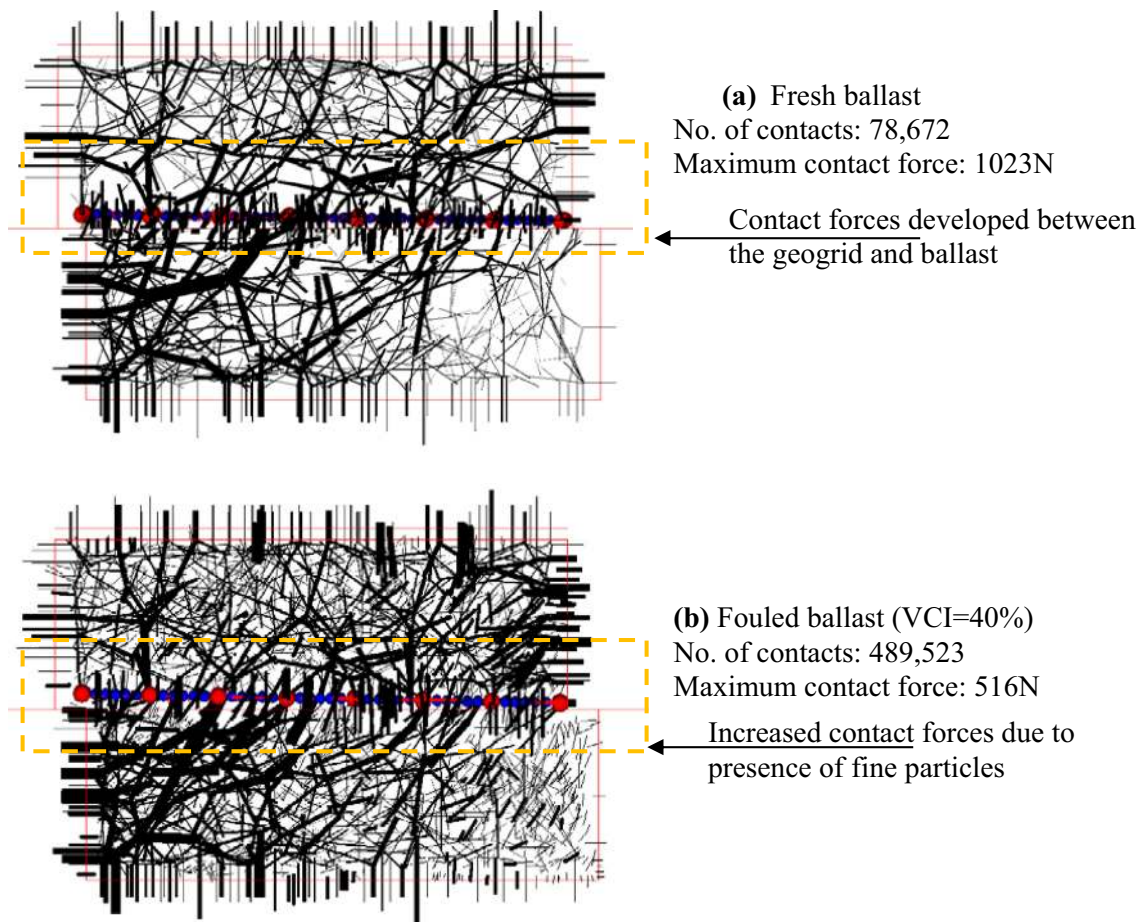 (a) Fresh ballast
No. of contacts: 78,672
Maximum contact force: 1023N
Contact forces developed between
the geogrid and ballast
(b) Fouled ballast (VCI=40%)
No. of contacts: 489,523
Maximum contact force: 516N
Increased contact forces due to
presence of fine particles